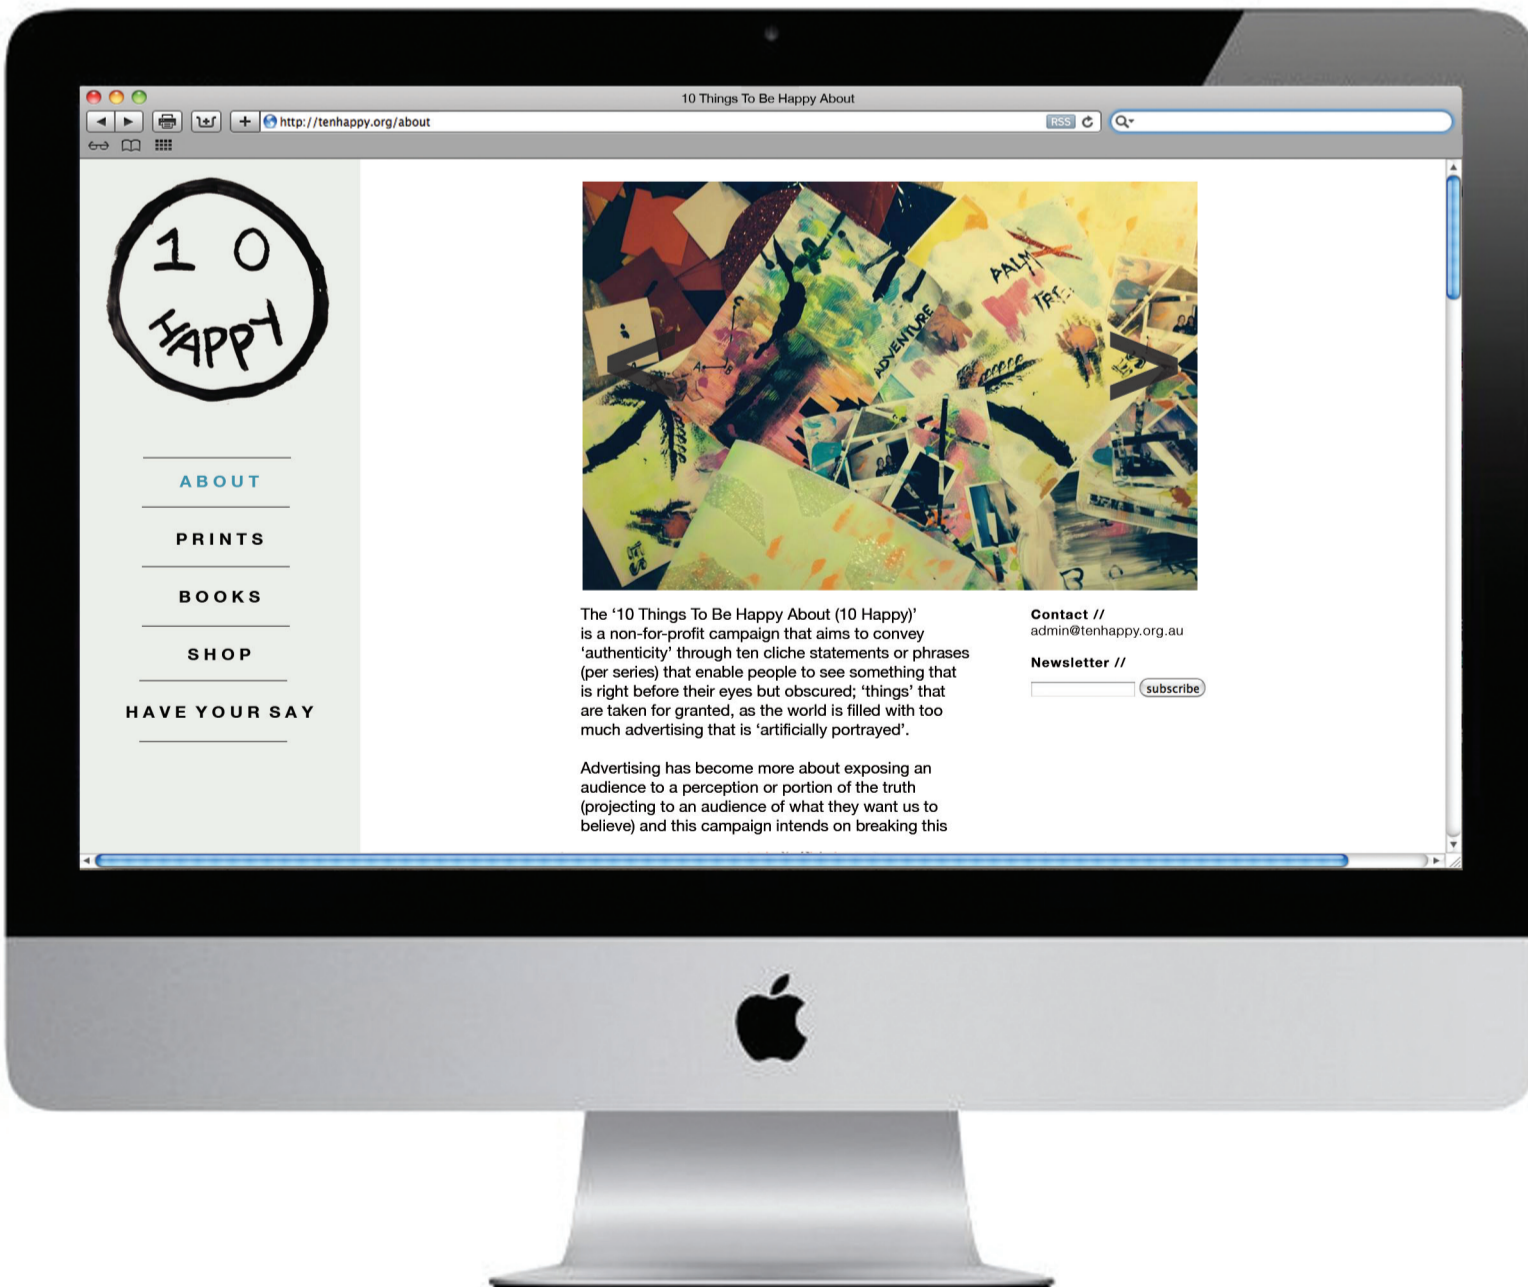 10 Things To Be Happy About
http://tenhappy.org/about
RSS
1 0
HAPPY
ABOUT
PRINTS
BOOKS
SHOP
HAVE YOUR SAY
ADVENTURE
PALM
The ‘10 Things To Be Happy About (10 Happy)’
is a non-for-profit campaign that aims to convey
‘authenticity’ through ten cliche statements or phrases
(per series) that enable people to see something that
is right before their eyes but obscured; ‘things’ that
are taken for granted, as the world is filled with too
much advertising that is ‘artificially portrayed’.
Advertising has become more about exposing an
audience to a perception or portion of the truth
(projecting to an audience of what they want us to
believe) and this campaign intends on breaking this
Contact //
admin@tenhappy.org.au
Newsletter //
subscribe